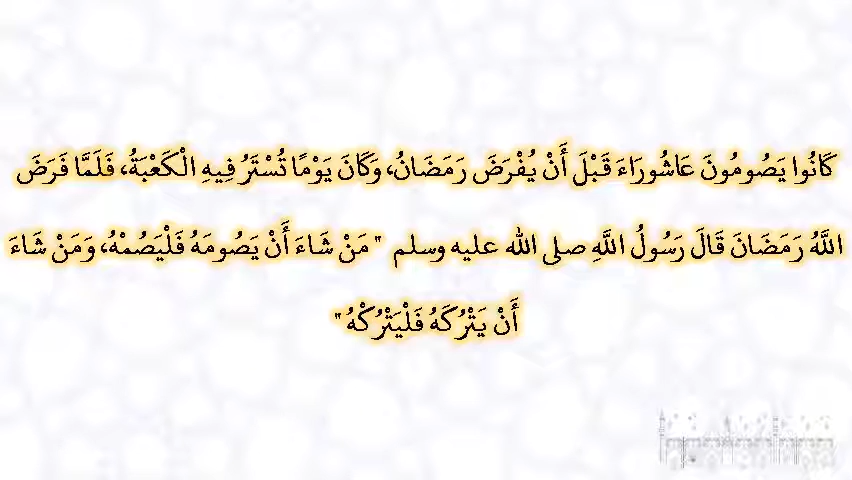 كَانُوا يَصُومُونَ عَاشُورَاءَ قَبْلَ أَنْ يُفْرَضَ رَمَضَانُ، وَكَانَ يَوْمًا تُسْتَرُ فِيهِ الْكَعْبَةُ، فَلَمَّا فَرَضَ
اللَّهُ رَمَضَانَ قَالَ رَسُولُ اللَّهِ صلى الله عليه وسلم " مَنْ شَاءَ أَنْ يَصُومَهُ فَلْيَصُمْهُ، وَمَنْ شَاءَ
أَنْ يَتْرُكَهُ فَلْيَتْرُكْهُ "